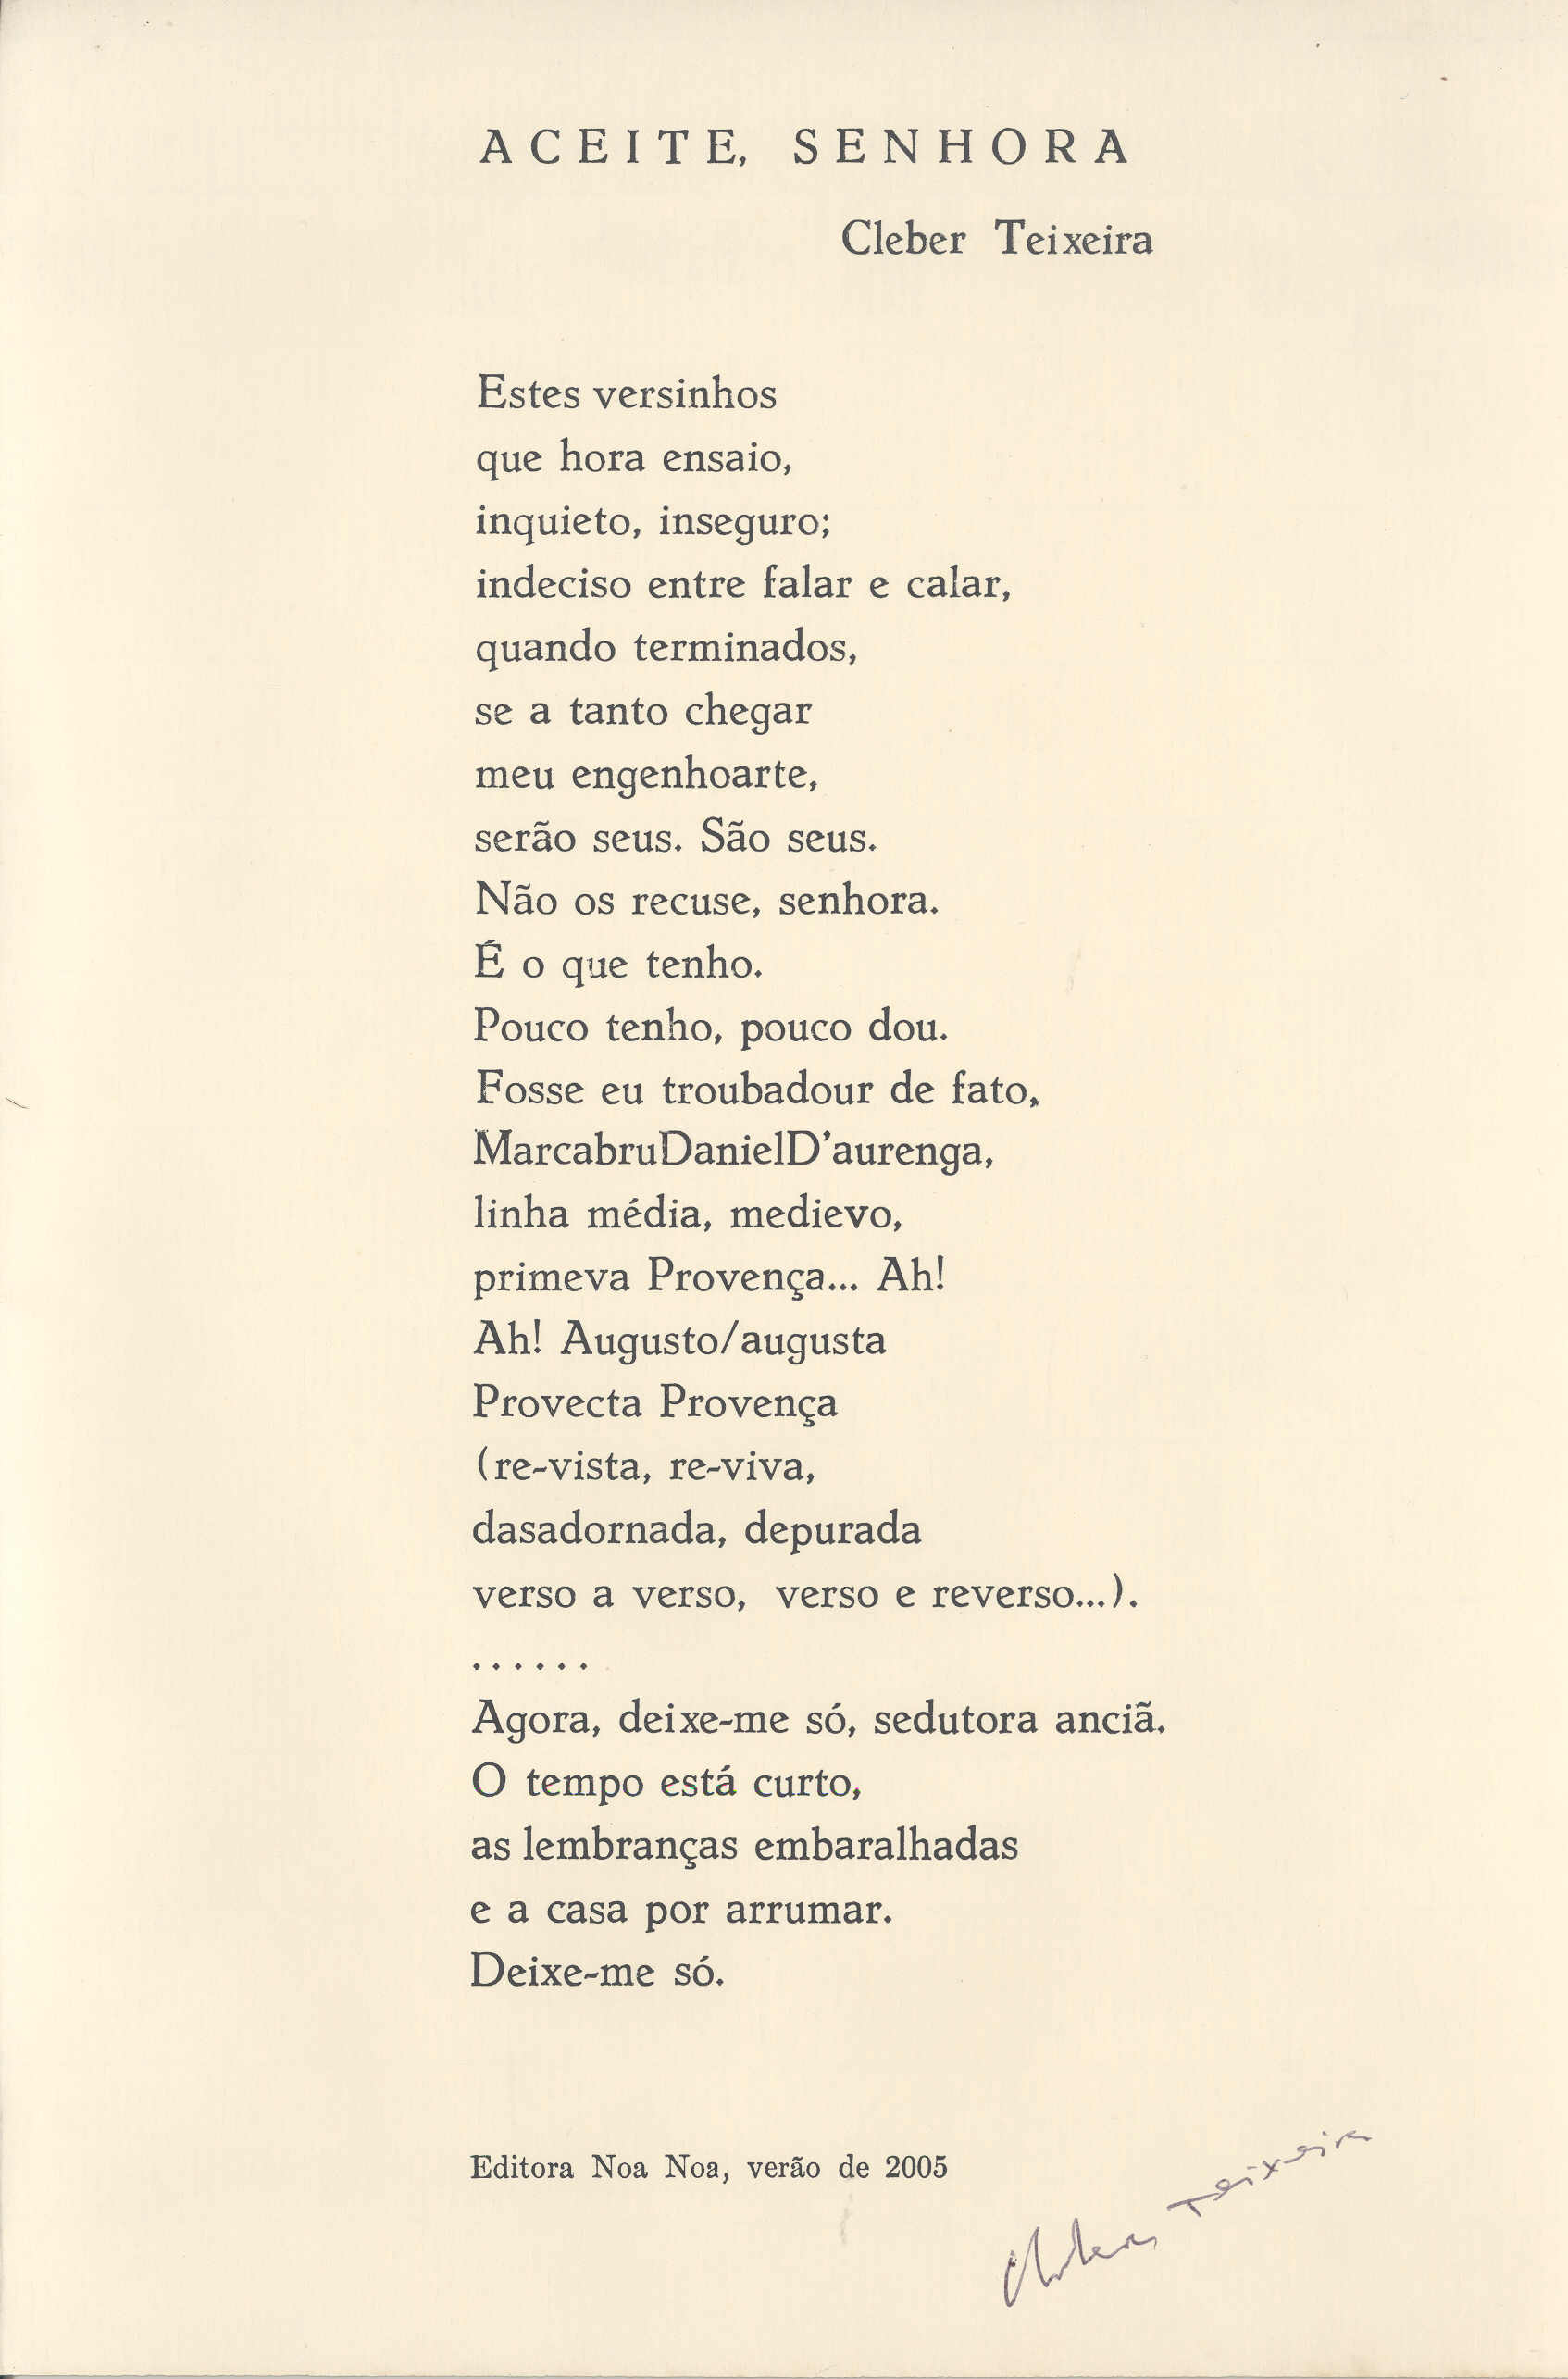 ACEITE, SENHORA
Cleber Teixeira
Estes versinhos
que hora ensaio,
inquieto, inseguro;
indeciso entre falar e calar,
quando terminados,
se a tanto chegar
meu engenhoarte,
serão seus. São seus.
Não os recuse, senhora.
É o que tenho.
Pouco tenho, pouco dou.
Fosse eu troubadour de fato,
MarcabruDanielD'aurenga,
linha média, medievo,
primeva Provença... Ah!
Ah! Augusto/augusta
Provecta Provença
(re-vista, re-viva,
dasadornada, depurada
verso a verso, verso e reverso...).
......
Agora, deixe-me só, sedutora anciã.
O tempo está curto,
as lembranças embaralhadas
e a casa por arrumar.
Deixe-me só.
Editora Noa Noa, verão de 2005
Cleber Teixeira